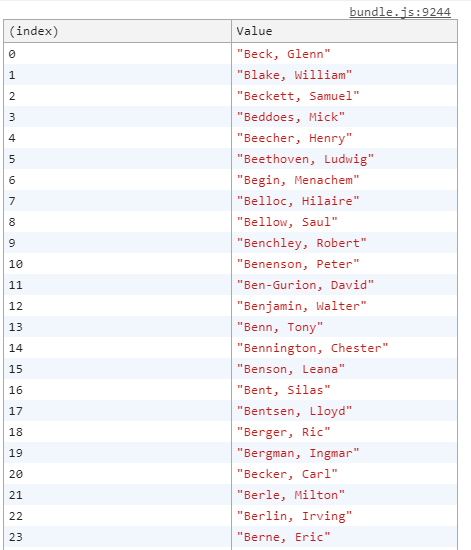 bundle.js:9244
(index) Value
0 "Beck, Glenn"
1 "Blake, William"
2 "Beckett, Samuel"
3 "Beddoes, Mick"
4 "Beecher, Henry"
5 "Beethoven, Ludwig"
6 "Begin, Menachem"
7 "Belloc, Hilaire"
8 "Bellow, Saul"
9 "Benchley, Robert"
10 "Benenson, Peter"
11 "Ben-Gurion, David"
12 "Benjamin, Walter"
13 "Benn, Tony"
14 "Bennington, Chester"
15 "Benson, Leana"
16 "Bent, Silas"
17 "Bentsen, Lloyd"
18 "Berger, Ric"
19 "Bergman, Ingmar"
20 "Becker, Carl"
21 "Berle, Milton"
22 "Berlin, Irving"
23 "Berne, Eric"